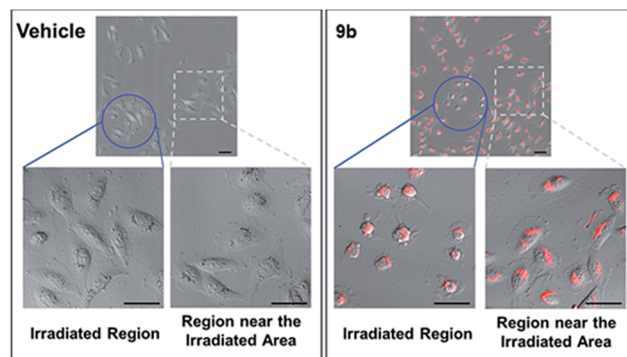 Vehicle
Irradiated Region
Region near the
Irradiated Area
9b
Irradiated Region
Region near the
Irradiated Area